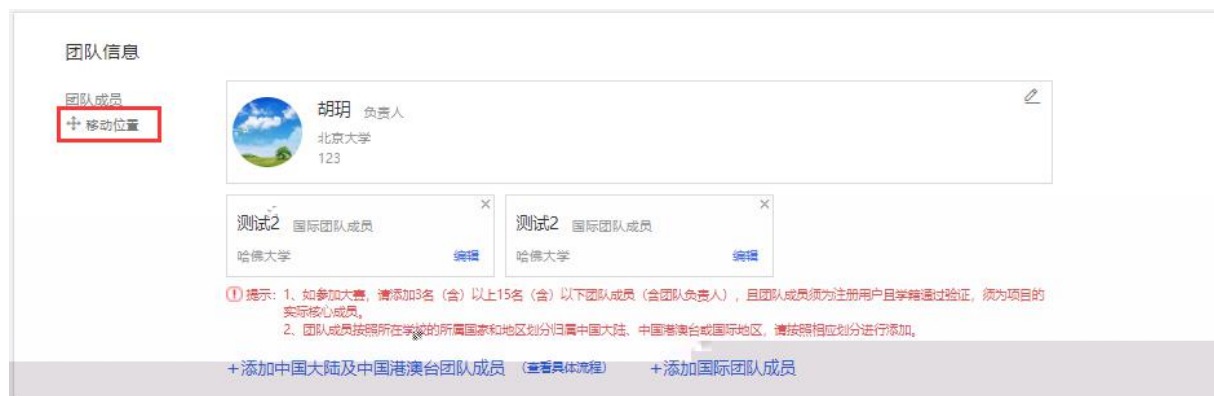 团队信息
团队成员
移动位置
胡玥 负责人
北京大学
123
测试2 国际团队成员
哈佛大学 编辑
测试2 国际团队成员
哈佛大学 编辑
提示：1、如参加大赛，请添加3名（含）以上15名（含）以下团队成员（含团队负责人），且团队成员须为注册用户且学籍通过验证，须为项目的
实际核心成员。
2、团队成员按照所在学校的所属国家和地区划分归属中国大陆、中国港澳台或国际地区，请按照相应划分进行添加。
+添加中国大陆及中国港澳台团队成员 （查看具体流程） +添加国际团队成员